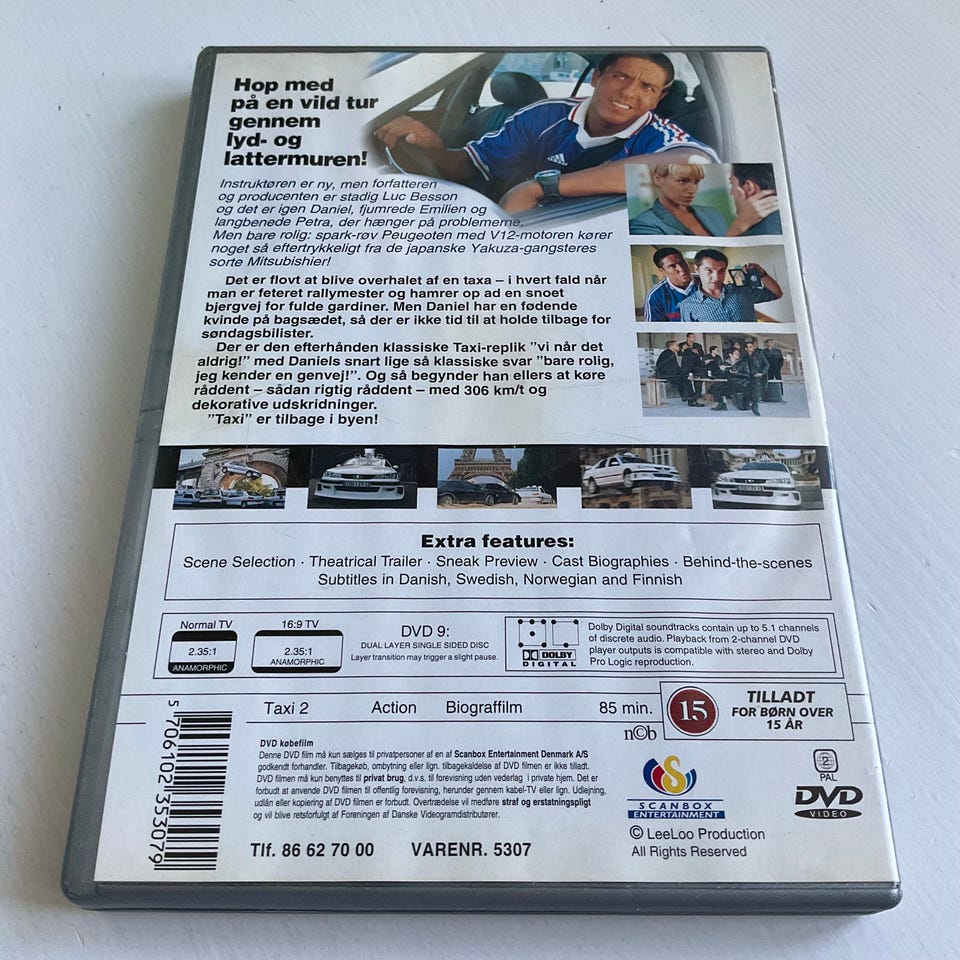 Hop med
på en vild tur
gennem
lyd- og
lattermuren!
Instruktøren er ny, men forfatteren
og producenten er stadig Luc Besson
og det er igen Daniel, fjumrede Emilien og
langbenede Petra, der hænger på problemerne.
Men bare rolig: spark-røv Peugeoten med V12-motoren kører
noget så eftertrykkeligt fra de japanske Yakuza-gangsteres
sorte Mitsubishier!
Det er flovt at blive overhalet af en taxa – i hvert fald når
man er feteret rallymester og hamrer op ad en snoet
bjergvej for fulde gardiner. Men Daniel har en fødende
kvinde på bagsædet, så der er ikke tid til at holde tilbage for
søndagsbilister.
Der er den efterhånden klassiske Taxi-replik ”vi når det
aldrig!” med Daniels snart lige så klassiske svar ”bare rolig,
jeg kender en genvej!”. Og så begynder han ellers at køre
råddent – sådan rigtig råddent – med 306 km/t og
dekorative udskridninger.
”Taxi” er tilbage i byen!
Extra features:
Scene Selection · Theatrical Trailer · Sneak Preview · Cast Biographies · Behind-the-scenes
Subtitles in Danish, Swedish, Norwegian and Finnish
Normal TV
2.35:1
ANAMORPHIC
16:9 TV
2.35:1
ANAMORPHIC
DVD 9:
DUAL LAYER SINGLE SIDED DISC
Layer transition may trigger a slight pause.
DOLBY
DIGITAL
Dolby Digital soundtracks contain up to 5.1 channels
of discrete audio. Playback from 2-channel DVD
player outputs is compatible with stereo and Dolby
Pro Logic reproduction.
Taxi 2 Action Biograffilm 85 min.
15
TILLADT
FOR BØRN OVER
15 ÅR
n©b
5 706102 353079
DVD købefilm
Denne DVD film må kun sælges til privatpersoner af en af Scanbox Entertainment Denmark A/S
godkendt forhandler. Tilbagekøb, ombytning eller lign. tilbagekaldelse af DVD filmen er ikke tilladt.
DVD filmen må kun benyttes til privat brug, d.v.s. til forevisning uden vederlag i private hjem. Det er
forbudt at anvende DVD filmen til offentlig forevisning, herunder gennem kabel-TV eller lign. Udlejning,
udlån eller kopiering af DVD filmen er forbudt. Overtrædelse vil medføre straf og erstatningspligt
og vil blive retsforfulgt af Foreningen af Danske Videogramdistributører.
Tlf. 86 62 70 00 VARENR. 5307
S
SCANBOX
ENTERTAINMENT
© LeeLoo Production
All Rights Reserved
2
PAL
DVD
VIDEO